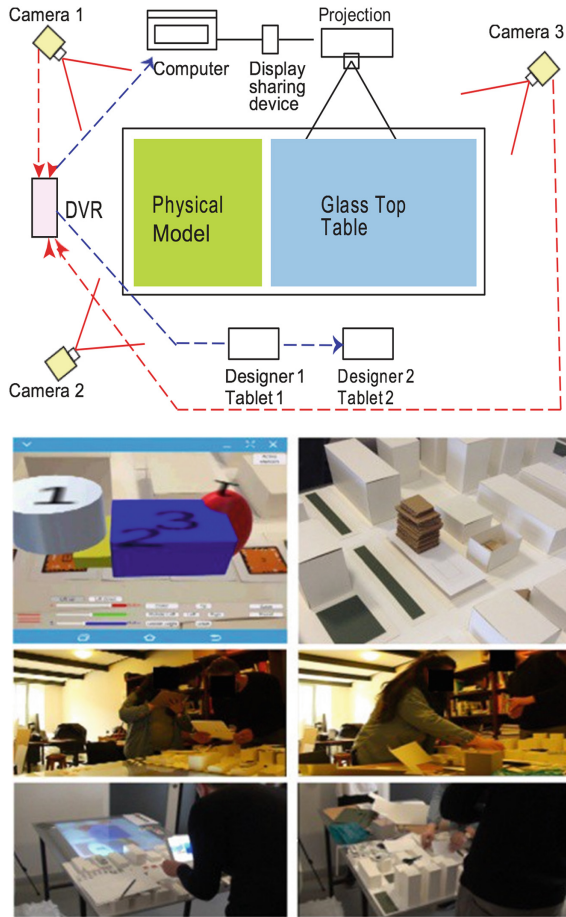 Camera 1
Projection
Camera 3
Computer
Display
sharing
device
DVR
Physical
Model
Glass Top
Table
Camera 2
Designer 1
Tablet 1
Designer 2
Tablet 2
1
2 3